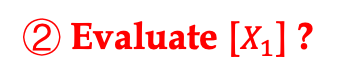 ② Evaluate [X₁] ?